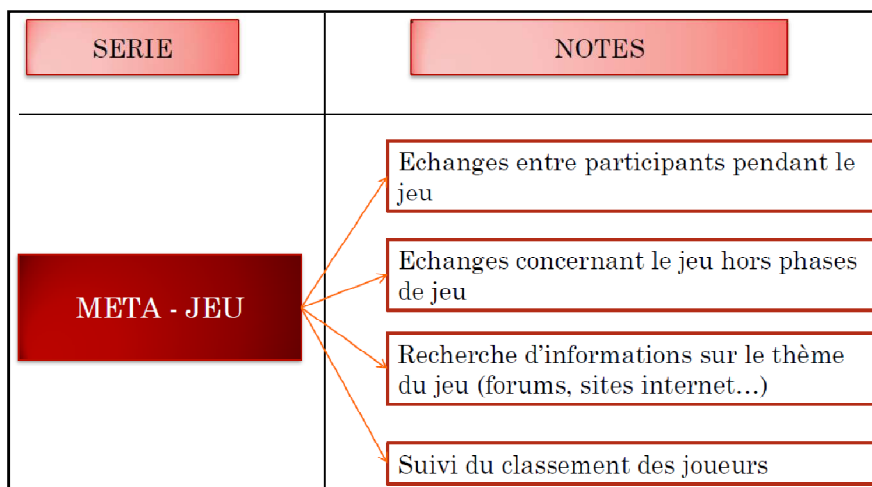 SERIE
NOTES
Echanges entre participants pendant le
jeu
Echanges concernant le jeu hors phases
de jeu
META - JEU
Recherche d'informations sur le thème
du jeu (forums, sites internet...)
Suivi du classement des joueurs